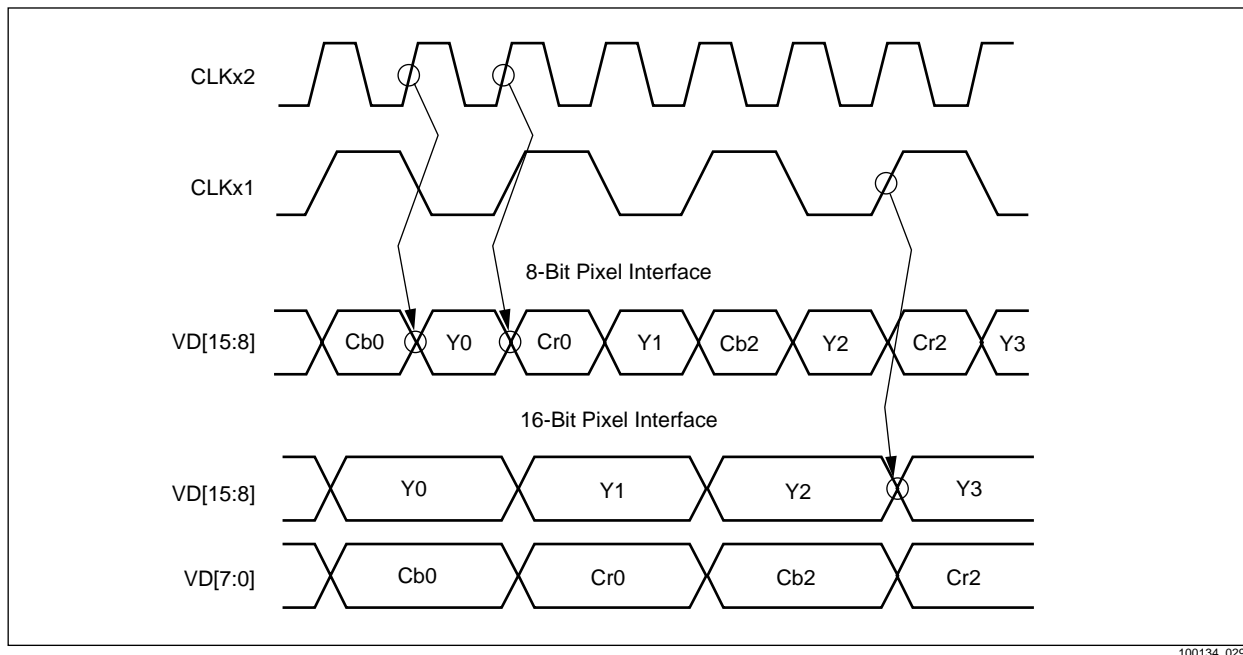 CLKx2
CLKx1
8-Bit Pixel Interface
VD[15:8] Cb0 Y0 Cr0 Y1 Cb2 Y2 Cr2 Y3
16-Bit Pixel Interface
VD[15:8] Y0 Y1 Y2 Y3
VD[7:0] Cb0 Cr0 Cb2 Cr2
100134_029